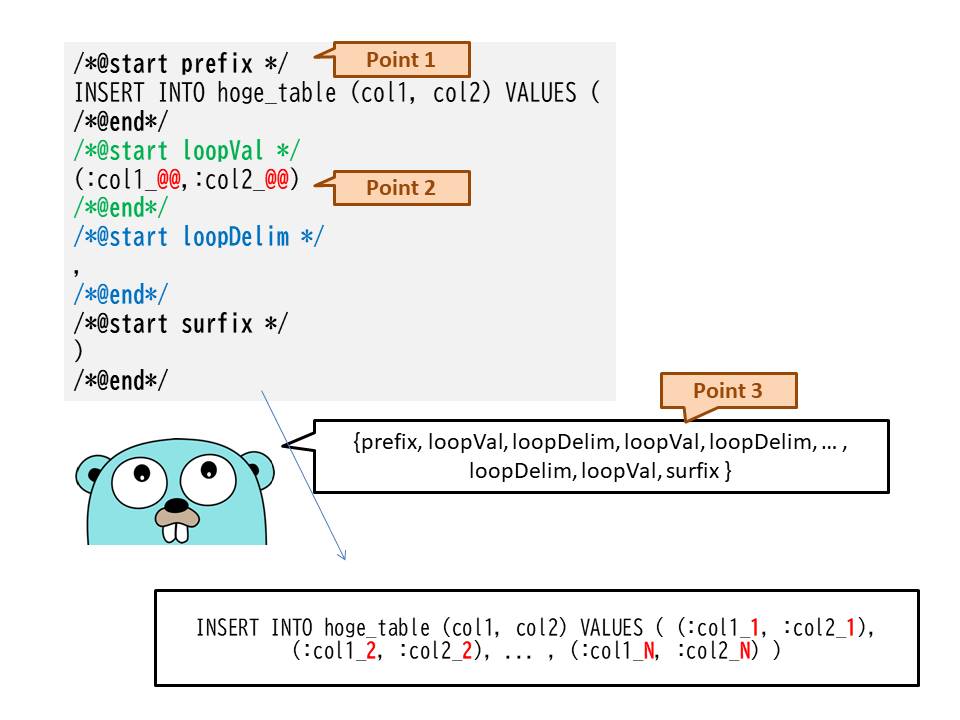 /*@start prefix */
Point 1
INSERT INTO hoge_table (col1, col2) VALUES (
/*@end*/
/*@start loopVal */
(:col1_@@,:col2_@@)
Point 2
/*@end*/
/*@start loopDelim */
,
/*@end*/
/*@start surfix */
)
/*@end*/
Point 3
{prefix, loopVal, loopDelim, loopVal, loopDelim, ... ,
loopDelim, loopVal, surfix }
INSERT INTO hoge_table (col1, col2) VALUES ( (:col1_1, :col2_1),
(:col1_2, :col2_2), ... , (:col1_N, :col2_N) )